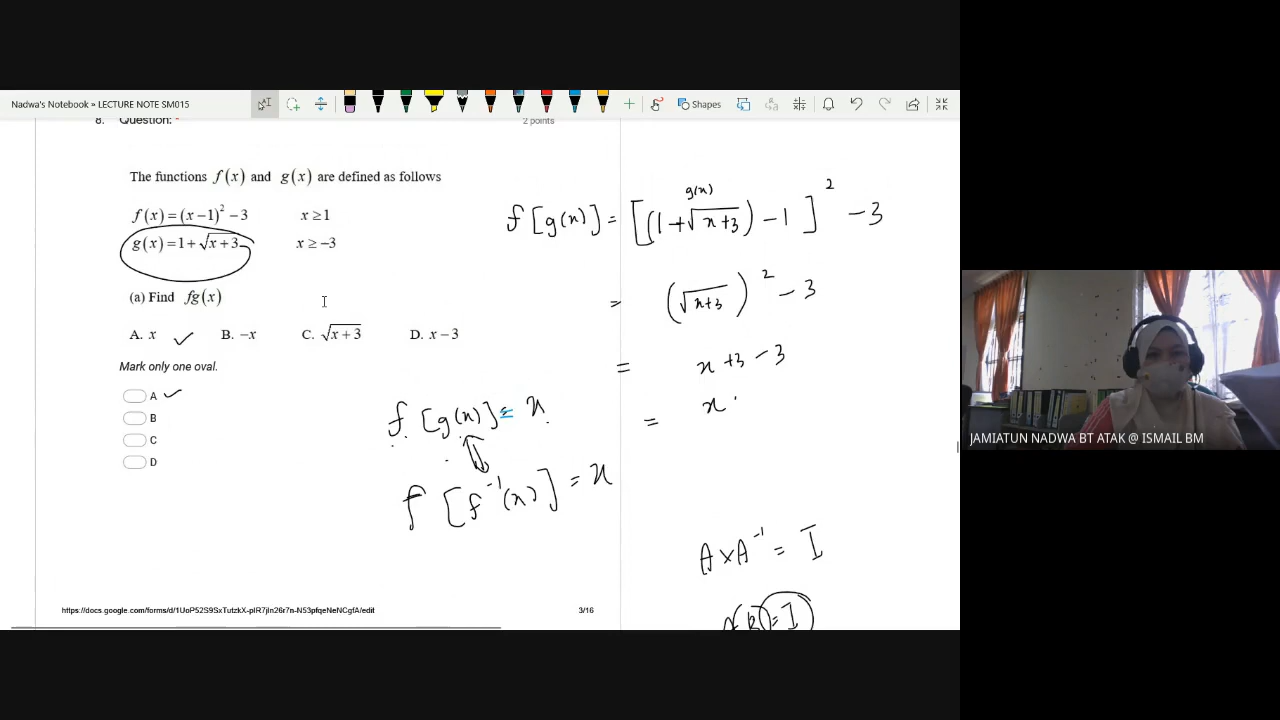 Nadwa's Notebook » LECTURE NOTE SM015
Shapes
8. Question: *
2 points
The functions f(x) and g(x) are defined as follows
f(x) = (x−1)² −3 x ≥ 1
g(x) = 1+√(x+3) x ≥ −3
(a) Find fg(x)
A. x ✓ B. −x C. √(x+3) D. x−3
Mark only one oval.
A ✓
B
C
D
g(x)
f[g(x)] = [(1+√(x+3)) −1]² −3
= (√(x+3))² −3
= x+3 −3
= x
f[g(x)] = x
f[f⁻¹(x)] = x
A×A⁻¹ = I
= I
https://docs.google.com/forms/d/1UoP52S9SxTutzkX-pIR7jIn26r7n-N53pfqeNeNCgfA/edit
3/16
JAMIATUN NADWA BT ATAK @ ISMAIL BM